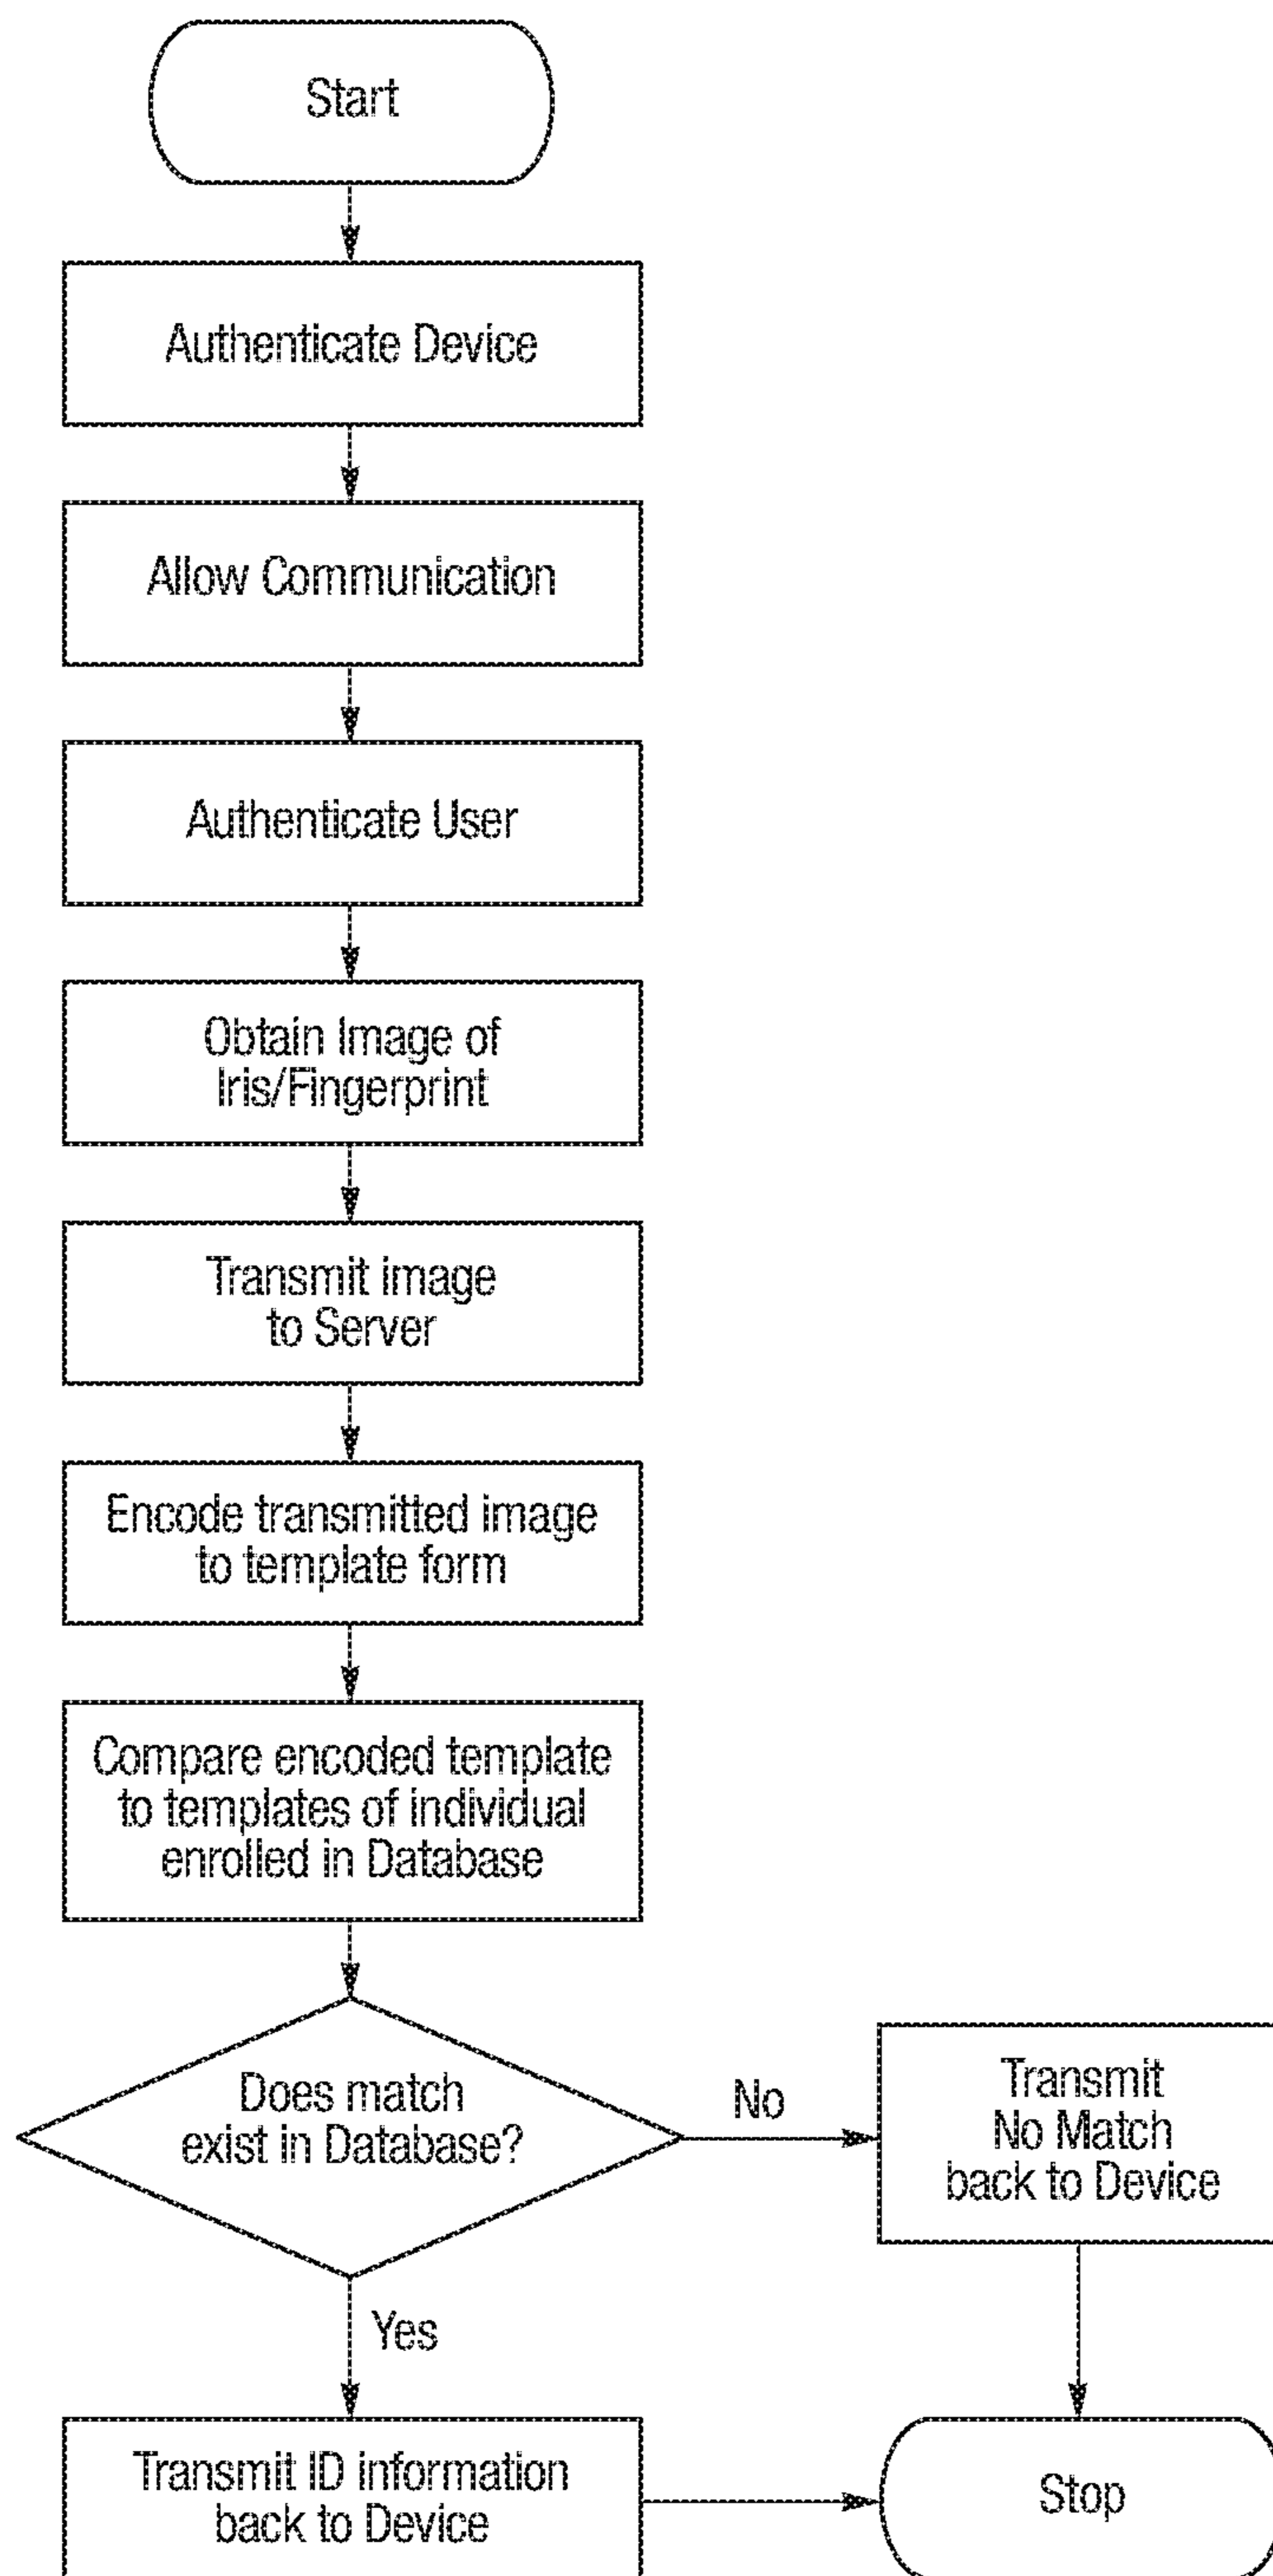 Start
Authenticate Device
Allow Communication
Authenticate User
Obtain Image of
Iris/Fingerprint
Transmit image
to Server
Encode transmitted image
to template form
Compare encoded template
to templates of individual
enrolled in Database
Does match
exist in Database?
No
Transmit
No Match
back to Device
Yes
Transmit ID information
back to Device
Stop